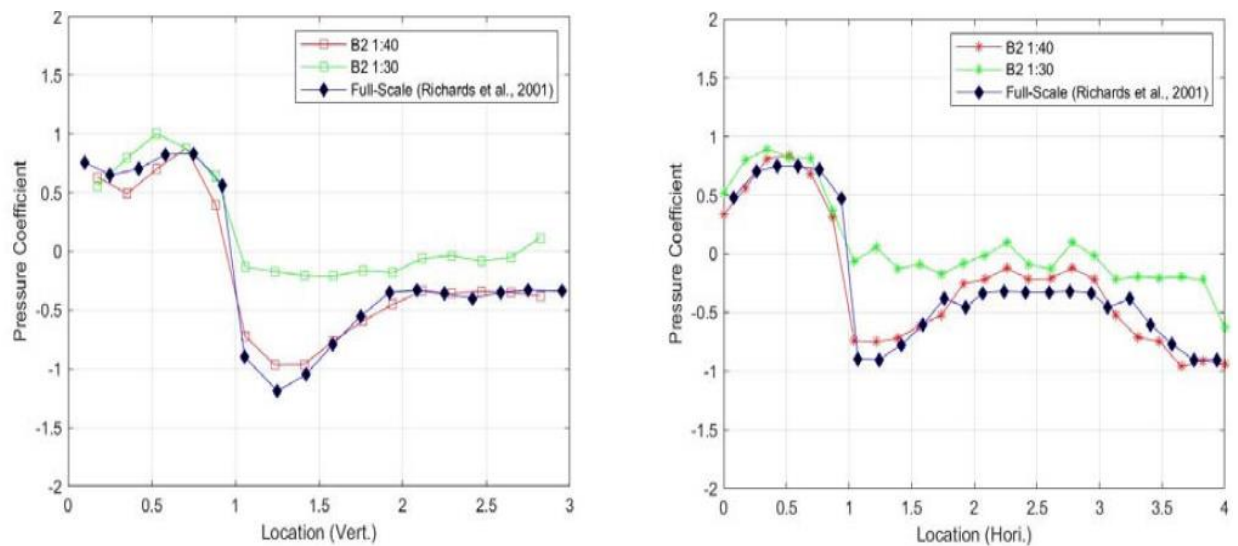 2
1.5
1
0.5
0
-0.5
-1
-1.5
-2
Pressure Coefficient
B2 1:40
B2 1:30
Full-Scale (Richards et al., 2001)
0 0.5 1 1.5 2 2.5 3
Location (Vert.)
2
1.5
1
0.5
0
-0.5
-1
-1.5
-2
Pressure Coefficient
B2 1:40
B2 1:30
Full-Scale (Richards et al., 2001)
0 0.5 1 1.5 2 2.5 3 3.5 4
Location (Hori.)